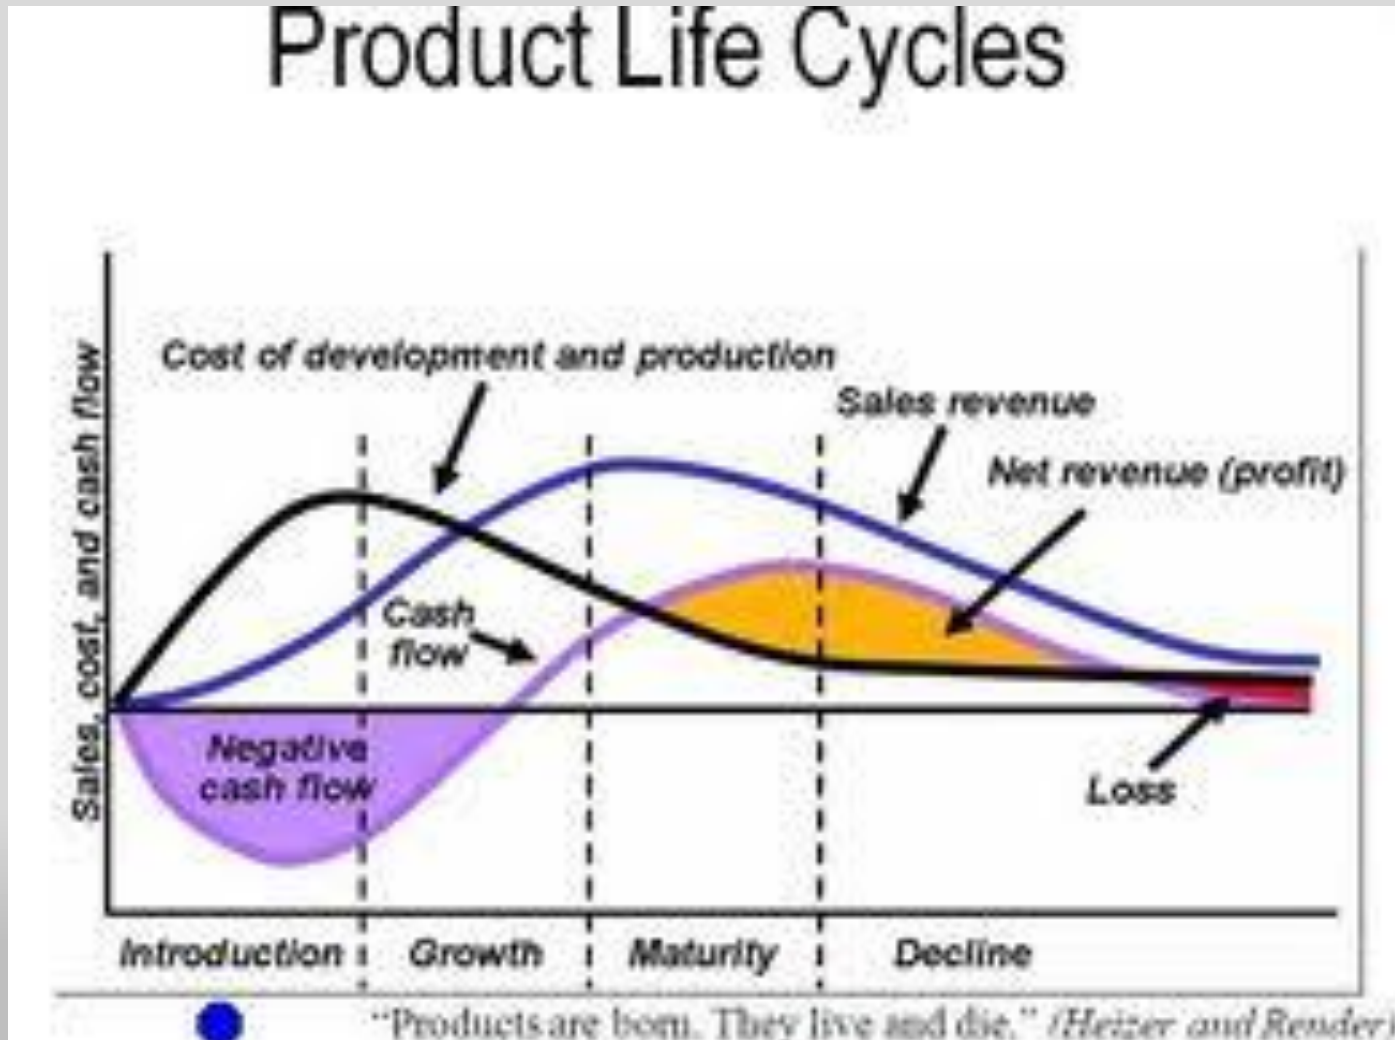 Product Life Cycles
Cost of development and production
Sales revenue
Net revenue (profit)
Sales, cost, and cash flow
Cash
flow
Negative
cash flow
Loss
Introduction
Growth
Maturity
Decline
"Products are born. They live and die." (Heizer and Render)